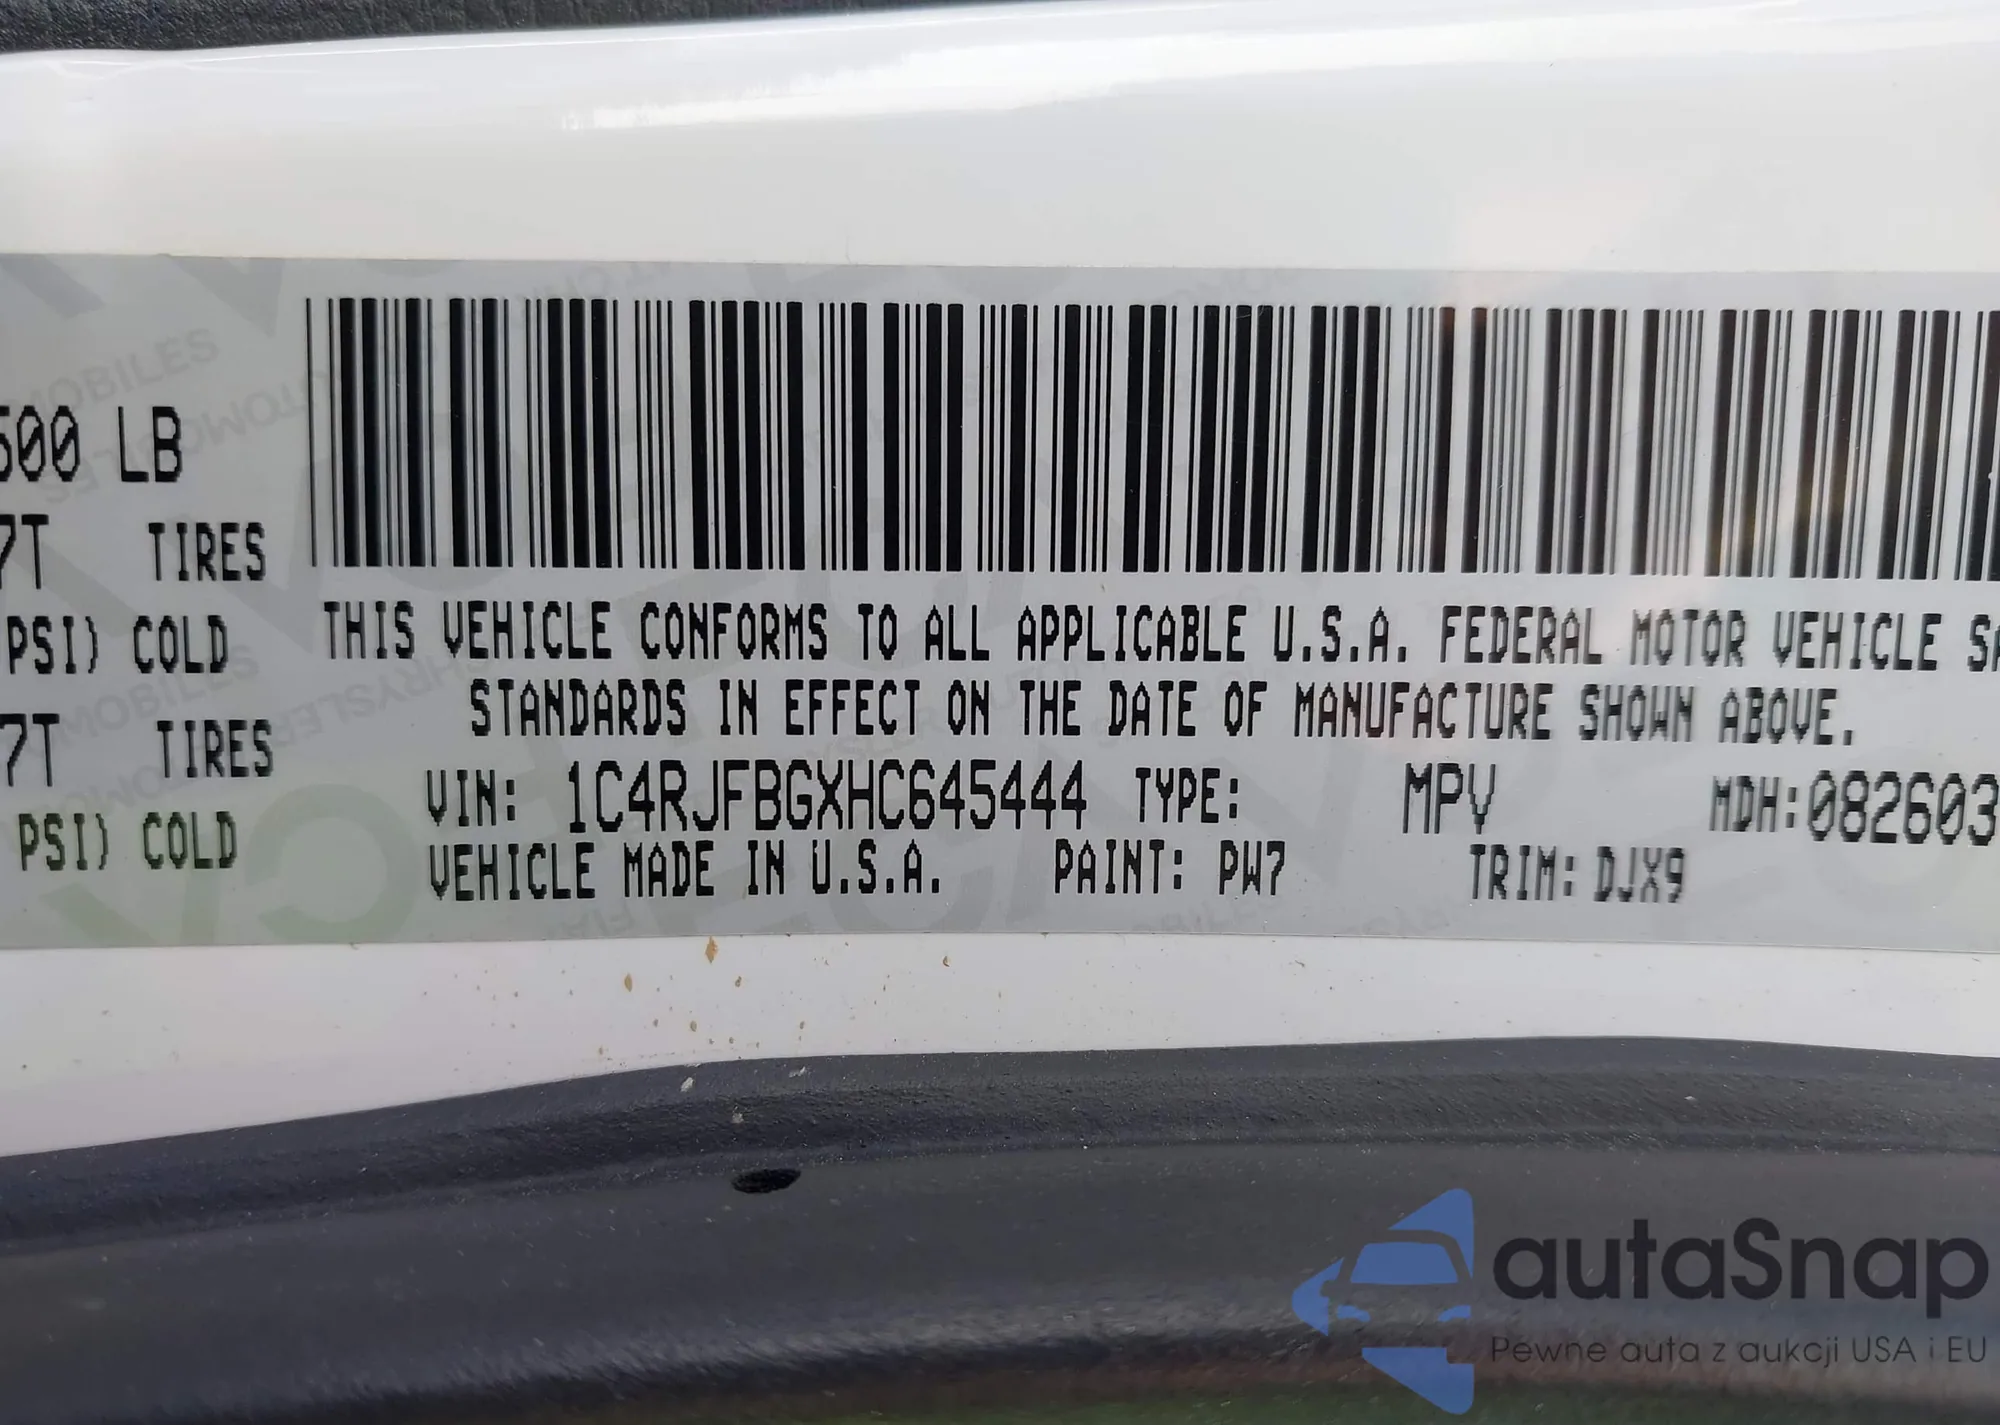 500 LB
7T TIRES
PSI) COLD
7T TIRES
PSI) COLD
THIS VEHICLE CONFORMS TO ALL APPLICABLE U.S.A. FEDERAL MOTOR VEHICLE SA
STANDARDS IN EFFECT ON THE DATE OF MANUFACTURE SHOWN ABOVE.
VIN: 1C4RJFBGXHC645444 TYPE: MPV MDH:082603
VEHICLE MADE IN U.S.A. PAINT: PW7 TRIM: DJX9
autaSnap
Pewne auta z aukcji USA i EU